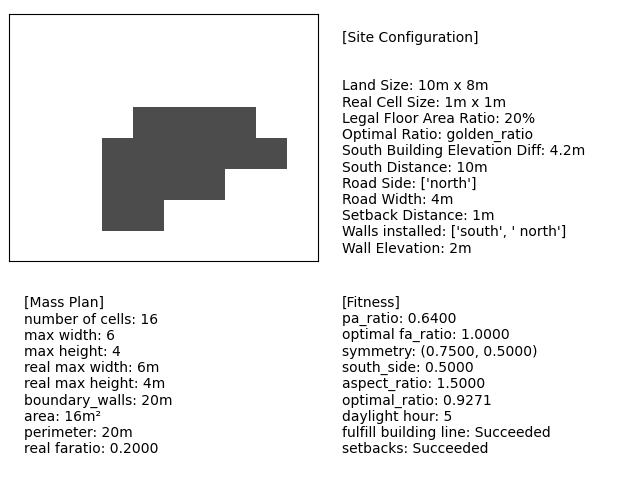 [Site Configuration]
Land Size: 10m x 8m
Real Cell Size: 1m x 1m
Legal Floor Area Ratio: 20%
Optimal Ratio: golden_ratio
South Building Elevation Diff: 4.2m
South Distance: 10m
Road Side: ['north']
Road Width: 4m
Setback Distance: 1m
Walls installed: ['south', ' north']
Wall Elevation: 2m
[Mass Plan]
number of cells: 16
max width: 6
max height: 4
real max width: 6m
real max height: 4m
boundary_walls: 20m
area: 16m²
perimeter: 20m
real faratio: 0.2000
[Fitness]
pa_ratio: 0.6400
optimal fa_ratio: 1.0000
symmetry: (0.7500, 0.5000)
south_side: 0.5000
aspect_ratio: 1.5000
optimal_ratio: 0.9271
daylight hour: 5
fulfill building line: Succeeded
setbacks: Succeeded